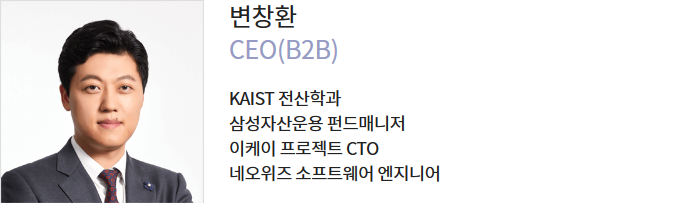 변창환
CEO(B2B)
KAIST 전산학과
삼성자산운용 펀드매니저
이케이 프로젝트 CTO
네오위즈 소프트웨어 엔지니어